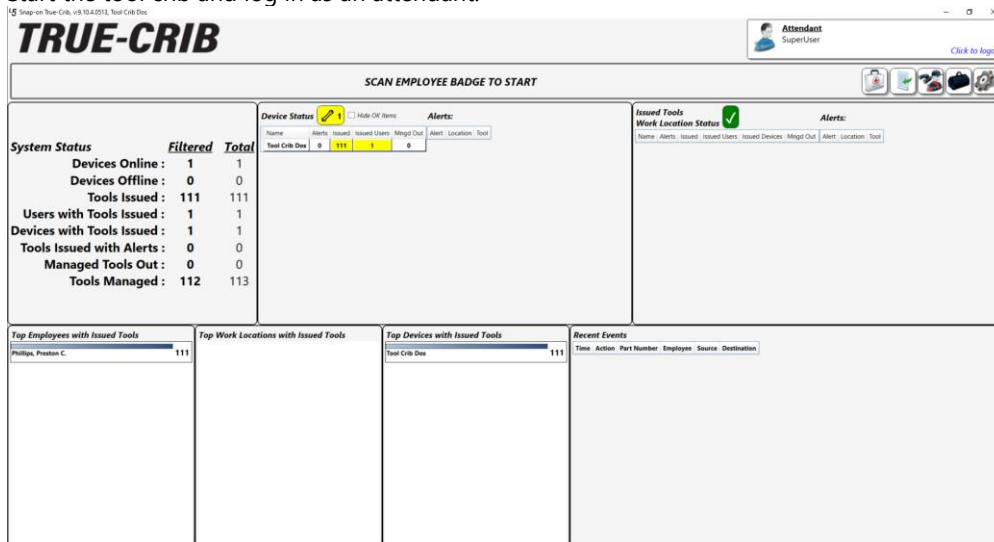 Start the tool crib and log in as an attendant.
Snap-on True-Crib, v:9.10.4.0513, Tool Crib Dos
TRUE-CRIB
Attendant
SuperUser
Click to logo
SCAN EMPLOYEE BADGE TO START
System Status Filtered Total
Devices Online : 1 1
Devices Offline : 0 0
Tools Issued : 111 111
Users with Tools Issued : 1 1
Devices with Tools Issued : 1 1
Tools Issued with Alerts : 0 0
Managed Tools Out : 0 0
Tools Managed : 112 113
Device Status 1 Hide OK Items Alerts:
Name Alerts Issued Issued Users Mngd Out Alert Location Tool
Tool Crib Dos 0 111 1 0
Issued Tools
Work Location Status Alerts:
Name Alerts Issued Issued Users Issued Devices Mngd Out Alert Location Tool
Top Employees with Issued Tools
Phillips, Preston C. 111
Top Work Locations with Issued Tools
Top Devices with Issued Tools
Tool Crib Dos 111
Recent Events
Time Action Part Number Employee Source Destination